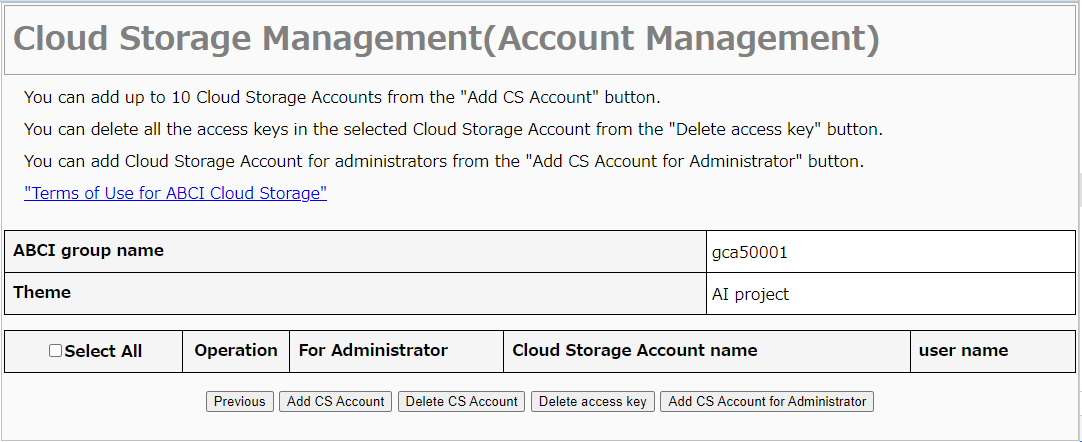 Cloud Storage Management(Account Management)
You can add up to 10 Cloud Storage Accounts from the "Add CS Account" button.
You can delete all the access keys in the selected Cloud Storage Account from the "Delete access key" button.
You can add Cloud Storage Account for administrators from the "Add CS Account for Administrator" button.
"Terms of Use for ABCI Cloud Storage"
ABCI group name gca50001
Theme AI project
Select All Operation For Administrator Cloud Storage Account name user name
Previous Add CS Account Delete CS Account Delete access key Add CS Account for Administrator